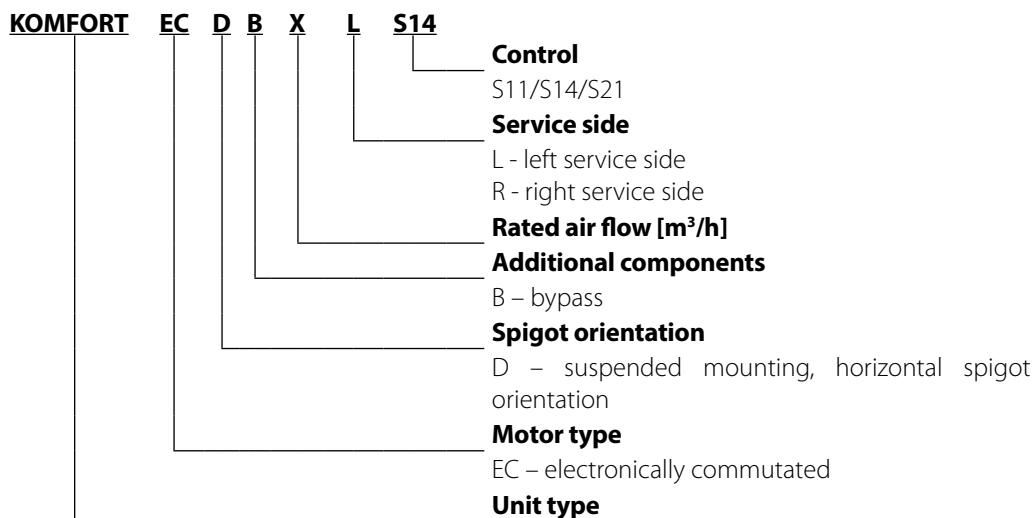 KOMFORT EC D B X L S14
Control
S11/S14/S21
Service side
L - left service side
R - right service side
Rated air flow [m³/h]
Additional components
B – bypass
Spigot orientation
D – suspended mounting, horizontal spigot
orientation
Motor type
EC – electronically commutated
Unit type